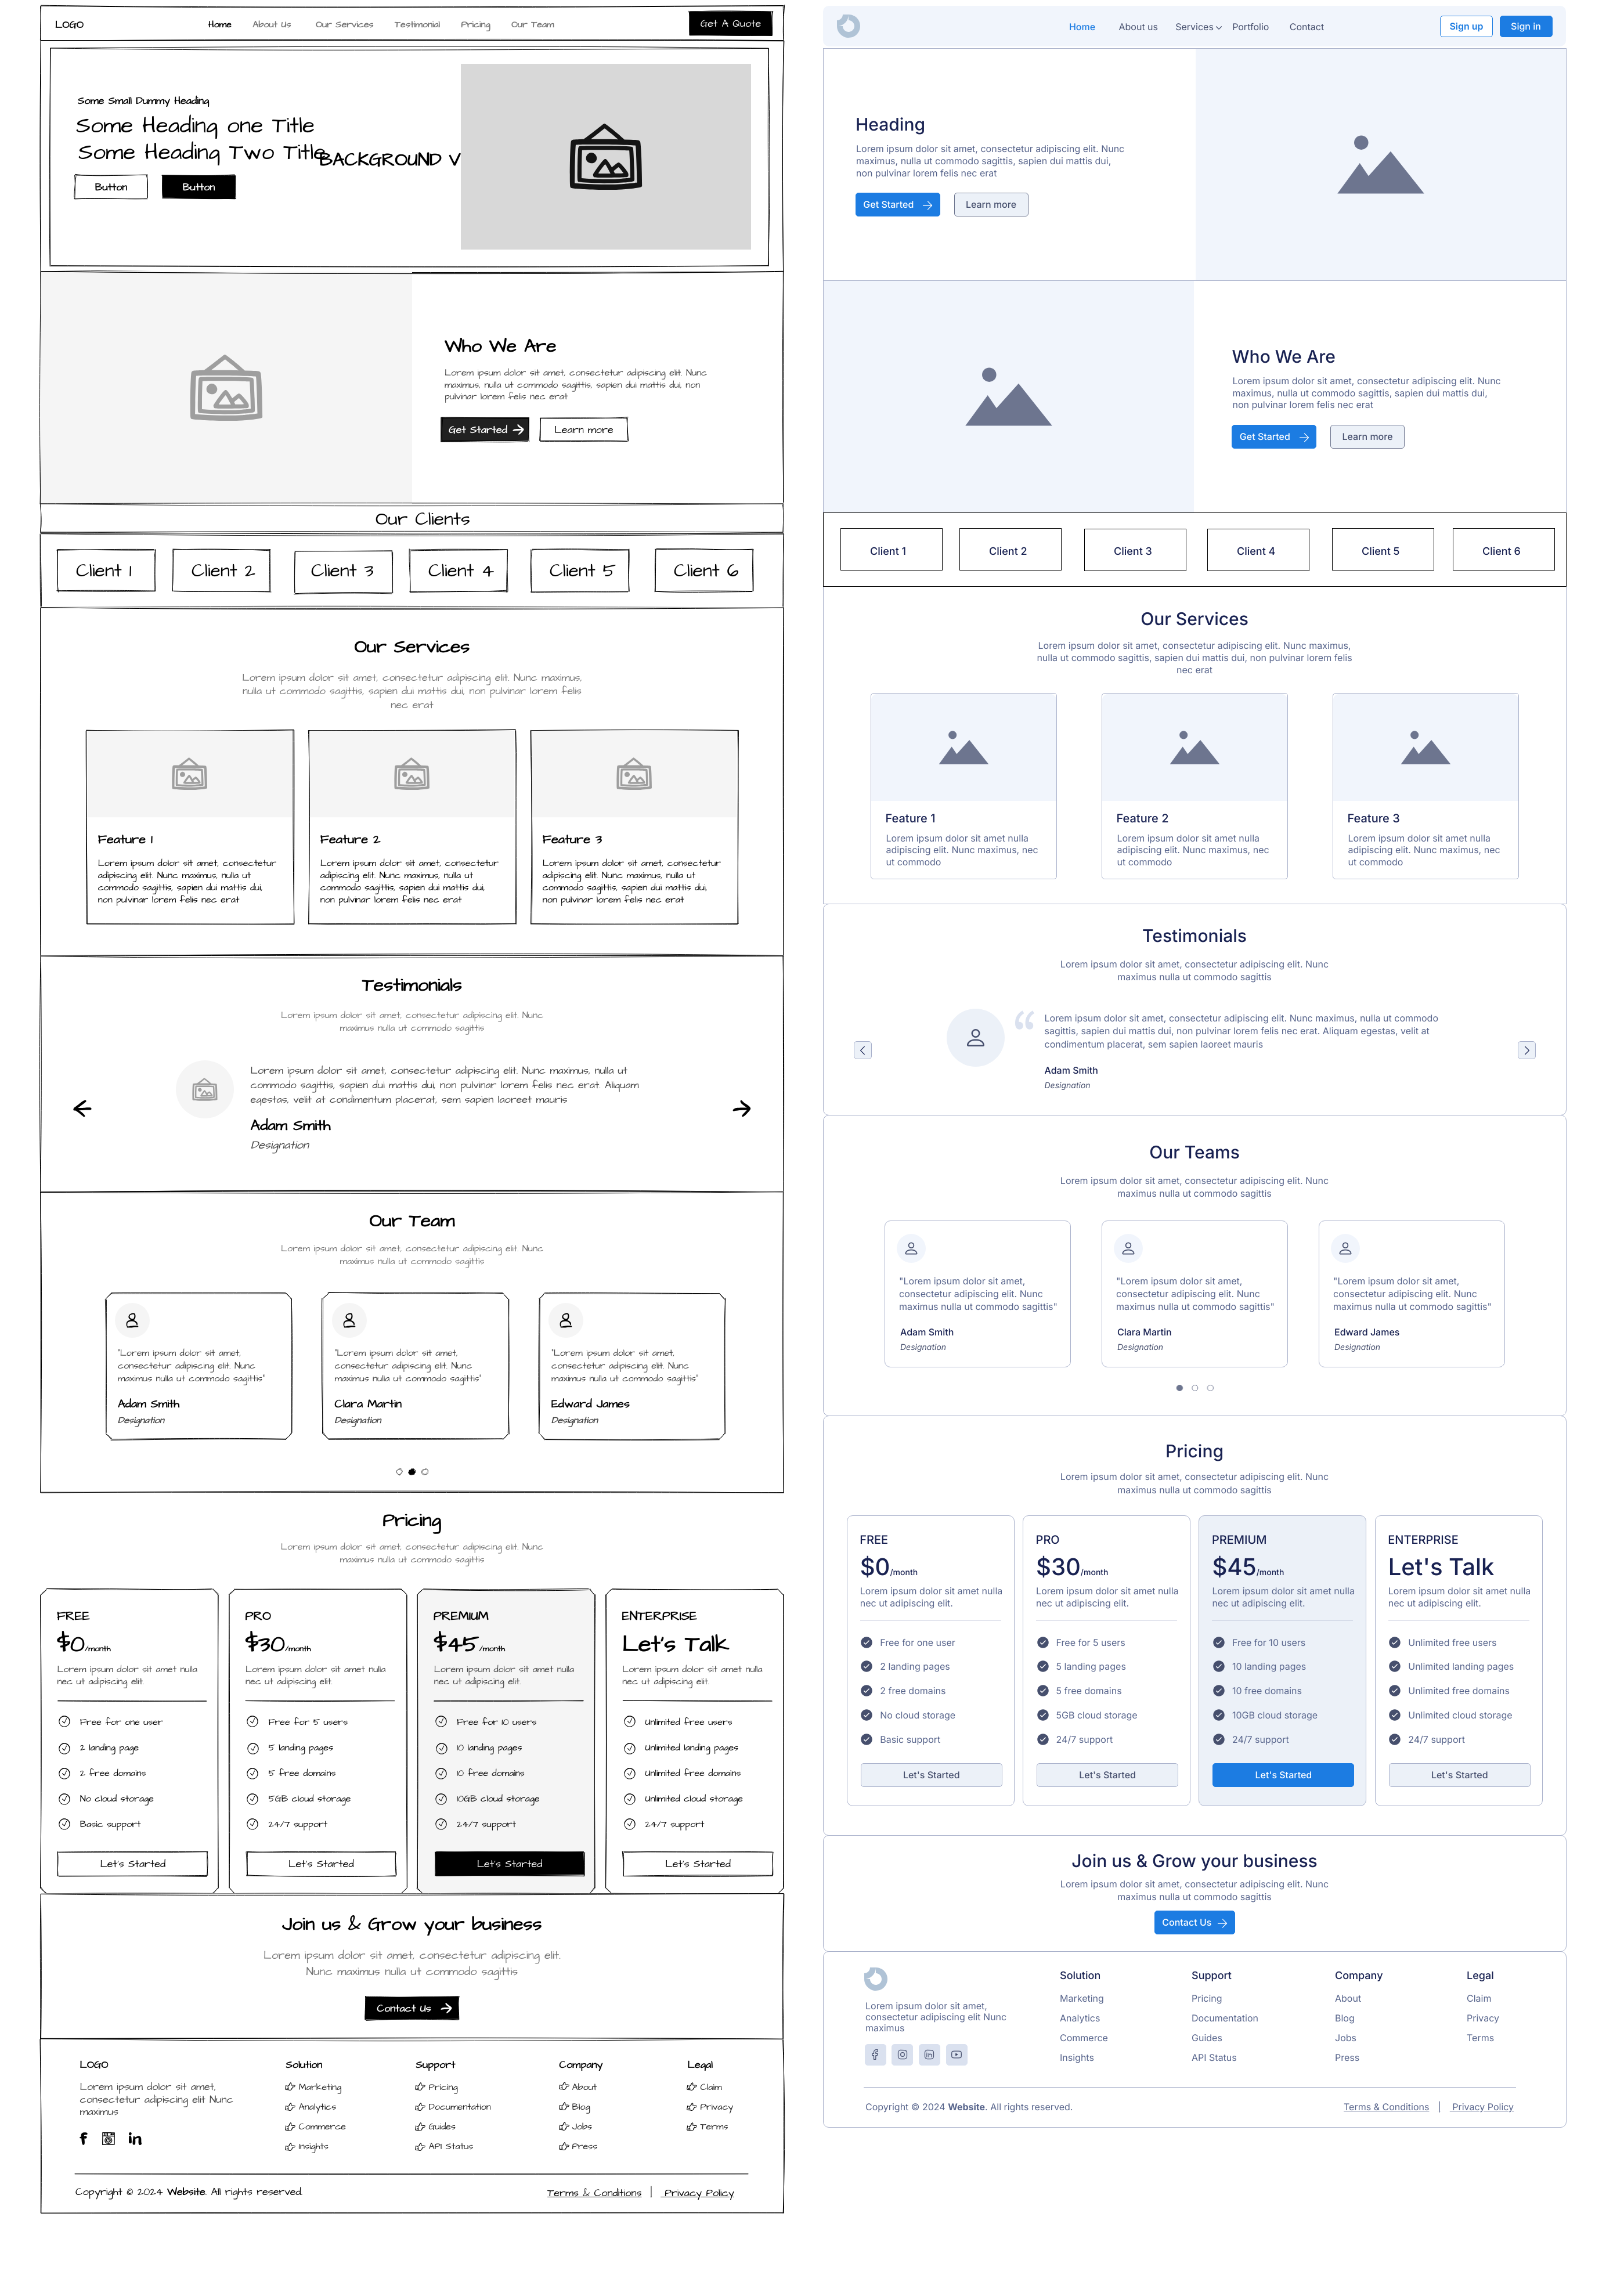 LOGO
Home
About Us
Our Services
Testimonial
Pricing
Our Team
Get A Quote
Some Small Dummy Heading
Some Heading one Title
Some Heading Two Title
BACKGROUND V
Button
Button
Who We Are
Lorem ipsum dolor sit amet, consectetur adipiscing elit. Nunc
maximus, nulla ut commodo sagittis, sapien dui mattis dui, non
pulvinar lorem felis nec erat
Get Started
Learn more
Our Clients
Client 1
Client 2
Client 3
Client 4
Client 5
Client 6
Our Services
Lorem ipsum dolor sit amet, consectetur adipiscing elit. Nunc maximus,
nulla ut commodo sagittis, sapien dui mattis dui, non pulvinar lorem felis
nec erat
Feature 1
Lorem ipsum dolor sit amet, consectetur
adipiscing elit. Nunc maximus, nulla ut
commodo sagittis, sapien dui mattis dui,
non pulvinar lorem felis nec erat
Feature 2
Lorem ipsum dolor sit amet, consectetur
adipiscing elit. Nunc maximus, nulla ut
commodo sagittis, sapien dui mattis dui,
non pulvinar lorem felis nec erat
Feature 3
Lorem ipsum dolor sit amet, consectetur
adipiscing elit. Nunc maximus, nulla ut
commodo sagittis, sapien dui mattis dui,
non pulvinar lorem felis nec erat
Testimonials
Lorem ipsum dolor sit amet, consectetur adipiscing elit. Nunc
maximus nulla ut commodo sagittis
Lorem ipsum dolor sit amet, consectetur adipiscing elit. Nunc maximus, nulla ut
commodo sagittis, sapien dui mattis dui, non pulvinar lorem felis nec erat. Aliquam
egestas, velit at condimentum placerat, sem sapien laoreet mauris
Adam Smith
Designation
Our Team
Lorem ipsum dolor sit amet, consectetur adipiscing elit. Nunc
maximus nulla ut commodo sagittis
"Lorem ipsum dolor sit amet,
consectetur adipiscing elit. Nunc
maximus nulla ut commodo sagittis"
Adam Smith
Designation
"Lorem ipsum dolor sit amet,
consectetur adipiscing elit. Nunc
maximus nulla ut commodo sagittis"
Clara Martin
Designation
"Lorem ipsum dolor sit amet,
consectetur adipiscing elit. Nunc
maximus nulla ut commodo sagittis"
Edward James
Designation
Pricing
Lorem ipsum dolor sit amet, consectetur adipiscing elit. Nunc
maximus nulla ut commodo sagittis
FREE
$0/month
Lorem ipsum dolor sit amet nulla
nec ut adipiscing elit.
Free for one user
2 landing page
2 free domains
No cloud storage
Basic support
Let's Started
PRO
$30/month
Lorem ipsum dolor sit amet nulla
nec ut adipiscing elit.
Free for 5 users
5 landing pages
5 free domains
5GB cloud storage
24/7 support
Let's Started
PREMIUM
$45 /month
Lorem ipsum dolor sit amet nulla
nec ut adipiscing elit.
Free for 10 users
10 landing pages
10 free domains
10GB cloud storage
24/7 support
Let's Started
ENTERPRISE
Let's Talk
Lorem ipsum dolor sit amet nulla
nec ut adipiscing elit.
Unlimited free users
Unlimited landing pages
Unlimited free domains
Unlimited cloud storage
24/7 support
Let's Started
Join us & Grow your business
Lorem ipsum dolor sit amet, consectetur adipiscing elit.
Nunc maximus nulla ut commodo sagittis
Contact Us
LOGO
Lorem ipsum dolor sit amet,
consectetur adipiscing elit Nunc
maximus
Solution
Marketing
Analytics
Commerce
Insights
Support
Pricing
Documentation
Guides
API Status
Company
About
Blog
Jobs
Press
Legal
Claim
Privacy
Terms
Copyright © 2024 Website. All rights reserved.
Terms & Conditions | Privacy Policy
Home
About us
Services
Portfolio
Contact
Sign up
Sign in
Heading
Lorem ipsum dolor sit amet, consectetur adipiscing elit. Nunc
maximus, nulla ut commodo sagittis, sapien dui mattis dui,
non pulvinar lorem felis nec erat
Get Started
Learn more
Who We Are
Lorem ipsum dolor sit amet, consectetur adipiscing elit. Nunc
maximus, nulla ut commodo sagittis, sapien dui mattis dui,
non pulvinar lorem felis nec erat
Get Started
Learn more
Client 1
Client 2
Client 3
Client 4
Client 5
Client 6
Our Services
Lorem ipsum dolor sit amet, consectetur adipiscing elit. Nunc maximus,
nulla ut commodo sagittis, sapien dui mattis dui, non pulvinar lorem felis
nec erat
Feature 1
Lorem ipsum dolor sit amet nulla
adipiscing elit. Nunc maximus, nec
ut commodo
Feature 2
Lorem ipsum dolor sit amet nulla
adipiscing elit. Nunc maximus, nec
ut commodo
Feature 3
Lorem ipsum dolor sit amet nulla
adipiscing elit. Nunc maximus, nec
ut commodo
Testimonials
Lorem ipsum dolor sit amet, consectetur adipiscing elit. Nunc
maximus nulla ut commodo sagittis
“
Lorem ipsum dolor sit amet, consectetur adipiscing elit. Nunc maximus, nulla ut commodo
sagittis, sapien dui mattis dui, non pulvinar lorem felis nec erat. Aliquam egestas, velit at
condimentum placerat, sem sapien laoreet mauris
Adam Smith
Designation
Our Teams
Lorem ipsum dolor sit amet, consectetur adipiscing elit. Nunc
maximus nulla ut commodo sagittis
"Lorem ipsum dolor sit amet,
consectetur adipiscing elit. Nunc
maximus nulla ut commodo sagittis"
Adam Smith
Designation
"Lorem ipsum dolor sit amet,
consectetur adipiscing elit. Nunc
maximus nulla ut commodo sagittis"
Clara Martin
Designation
"Lorem ipsum dolor sit amet,
consectetur adipiscing elit. Nunc
maximus nulla ut commodo sagittis"
Edward James
Designation
Pricing
Lorem ipsum dolor sit amet, consectetur adipiscing elit. Nunc
maximus nulla ut commodo sagittis
FREE
$0/month
Lorem ipsum dolor sit amet nulla
nec ut adipiscing elit.
Free for one user
2 landing pages
2 free domains
No cloud storage
Basic support
Let's Started
PRO
$30/month
Lorem ipsum dolor sit amet nulla
nec ut adipiscing elit.
Free for 5 users
5 landing pages
5 free domains
5GB cloud storage
24/7 support
Let's Started
PREMIUM
$45/month
Lorem ipsum dolor sit amet nulla
nec ut adipiscing elit.
Free for 10 users
10 landing pages
10 free domains
10GB cloud storage
24/7 support
Let's Started
ENTERPRISE
Let's Talk
Lorem ipsum dolor sit amet nulla
nec ut adipiscing elit.
Unlimited free users
Unlimited landing pages
Unlimited free domains
Unlimited cloud storage
24/7 support
Let's Started
Join us & Grow your business
Lorem ipsum dolor sit amet, consectetur adipiscing elit. Nunc
maximus nulla ut commodo sagittis
Contact Us
Lorem ipsum dolor sit amet,
consectetur adipiscing elit Nunc
maximus
Solution
Marketing
Analytics
Commerce
Insights
Support
Pricing
Documentation
Guides
API Status
Company
About
Blog
Jobs
Press
Legal
Claim
Privacy
Terms
Copyright © 2024 Website. All rights reserved.
Terms & Conditions | Privacy Policy